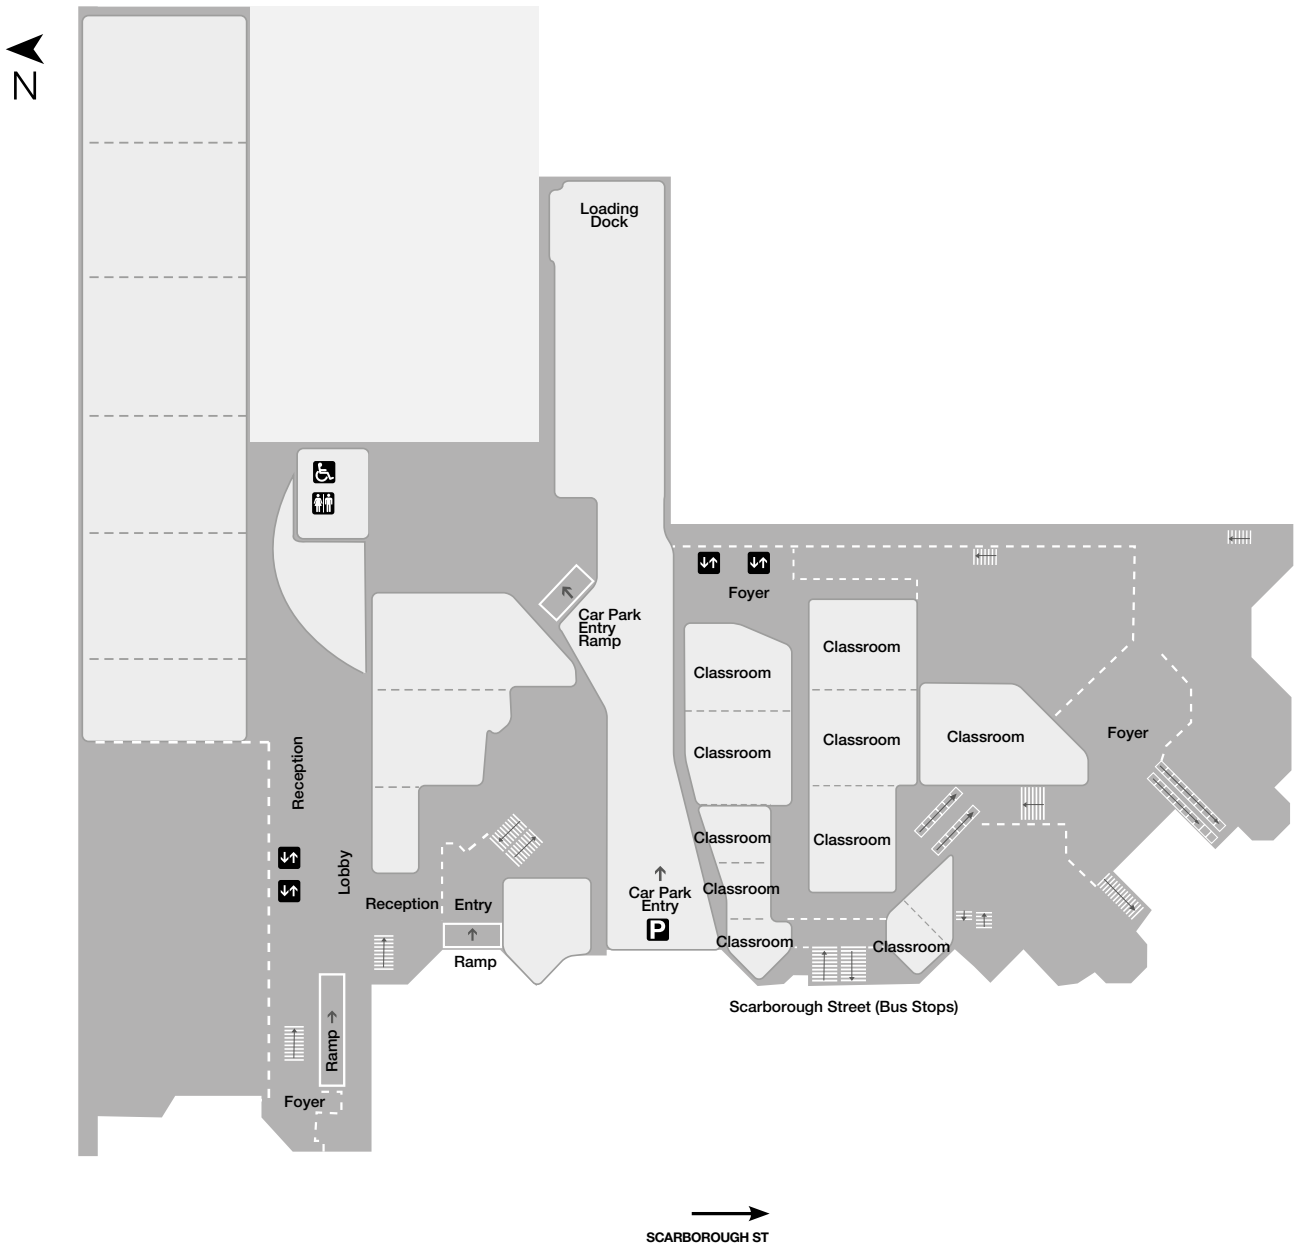 N
Loading
Dock
Foyer
Car Park
Entry
Ramp
Classroom
Classroom
Classroom
Classroom
Classroom
Foyer
Reception
Classroom
Classroom
Lobby
Classroom
Car Park
Entry
P
Reception
Entry
Classroom
Classroom
Ramp
Scarborough Street (Bus Stops)
Ramp
Foyer
SCARBOROUGH ST